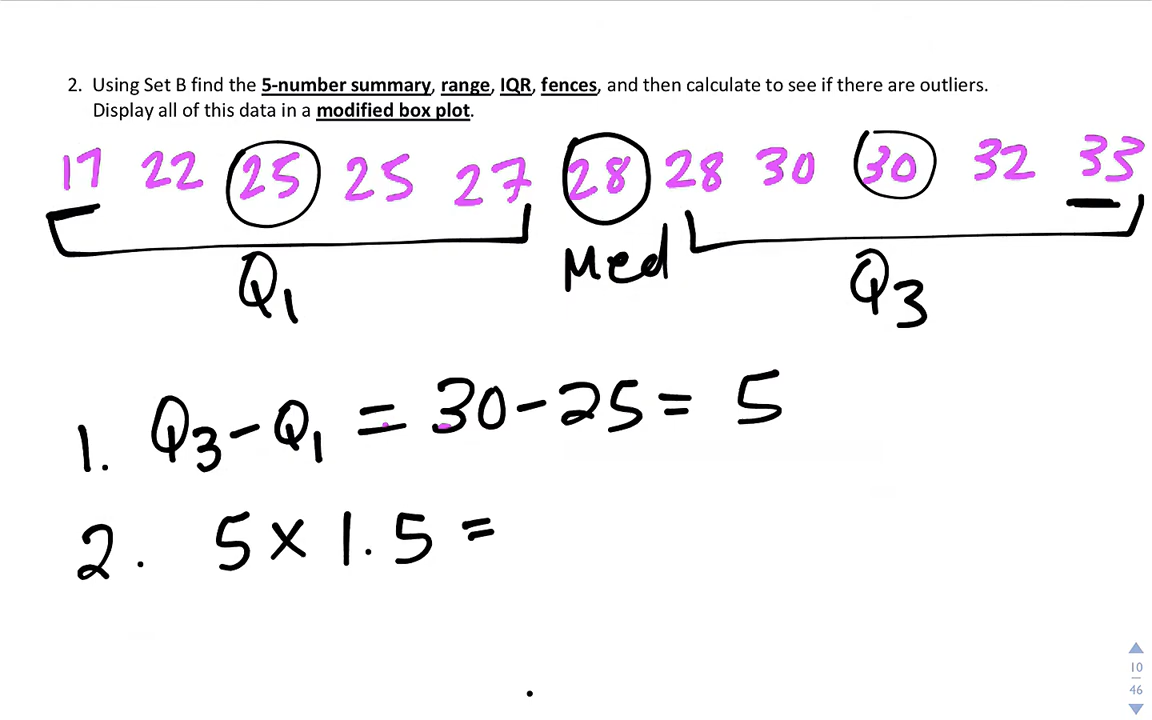 2. Using Set B find the 5-number summary, range, IQR, fences, and then calculate to see if there are outliers.
Display all of this data in a modified box plot.
17 22 25 25 27 28 28 30 30 32 33
Q1 Med Q3
1. Q3-Q1 = 30-25= 5
2. 5×1.5=
10
46